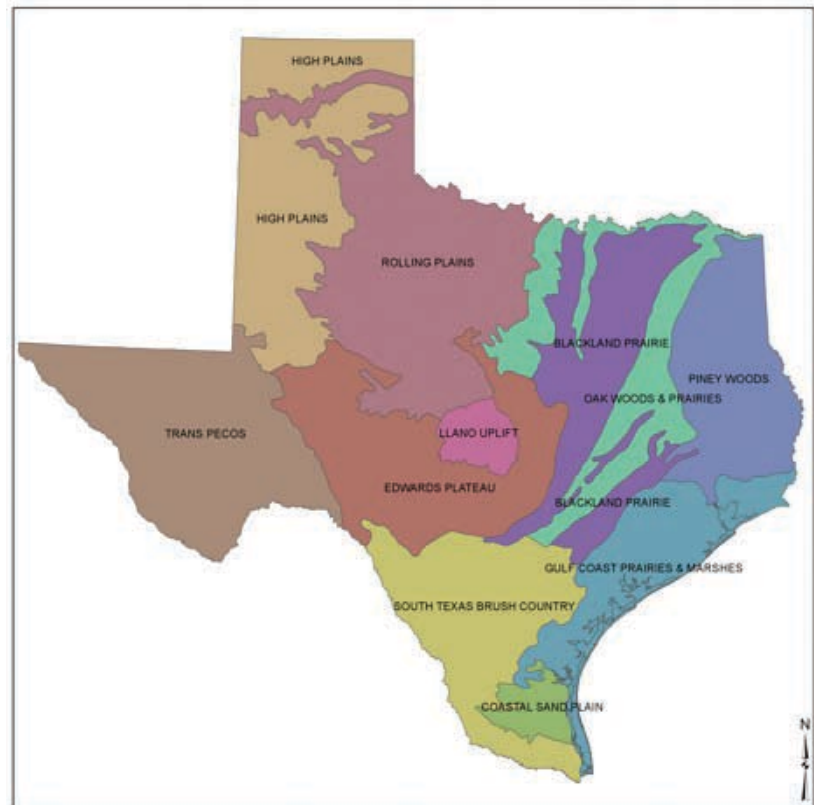 HIGH PLAINS
HIGH PLAINS
ROLLING PLAINS
BLACKLAND PRAIRIE
PINEY WOODS
OAK WOODS & PRAIRIES
TRANS PECOS
LLANO UPLIFT
EDWARDS PLATEAU
BLACKLAND PRAIRIE
GULF COAST PRAIRIES & MARSHES
SOUTH TEXAS BRUSH COUNTRY
COASTAL SAND PLAIN
N